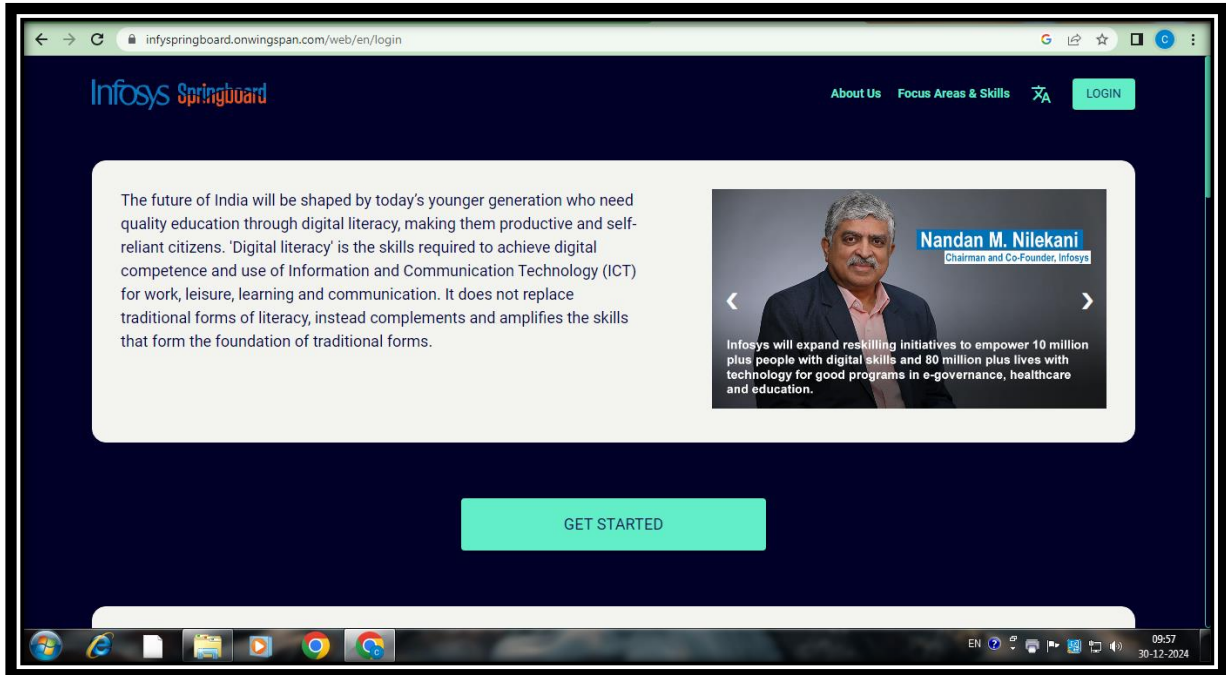 infyspringboard.onwingspan.com/web/en/login
Infosys Springboard
About Us Focus Areas & Skills LOGIN
The future of India will be shaped by today's younger generation who need
quality education through digital literacy, making them productive and self-
reliant citizens. 'Digital literacy' is the skills required to achieve digital
competence and use of Information and Communication Technology (ICT)
for work, leisure, learning and communication. It does not replace
traditional forms of literacy, instead complements and amplifies the skills
that form the foundation of traditional forms.
Nandan M. Nilekani
Chairman and Co-Founder, Infosys
Infosys will expand reskilling initiatives to empower 10 million
plus people with digital skills and 80 million plus lives with
technology for good programs in e-governance, healthcare
and education.
GET STARTED
EN
09:57
30-12-2024